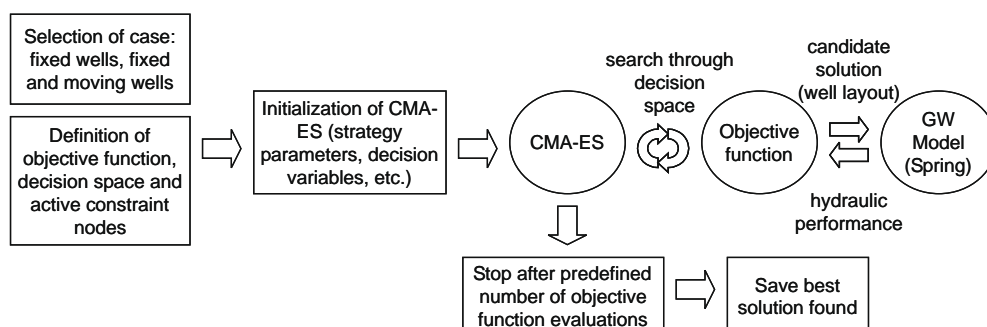 Selection of case:
fixed wells, fixed
and moving wells
Definition of
objective function,
decision space and
active constraint
nodes
Initialization of CMA-
ES (strategy
parameters, decision
variables, etc.)
CMA-ES
search through
decision
space
Objective
function
candidate
solution
(well layout)
GW
Model
(Spring)
hydraulic
performance
Stop after predefined
number of objective
function evaluations
Save best
solution found